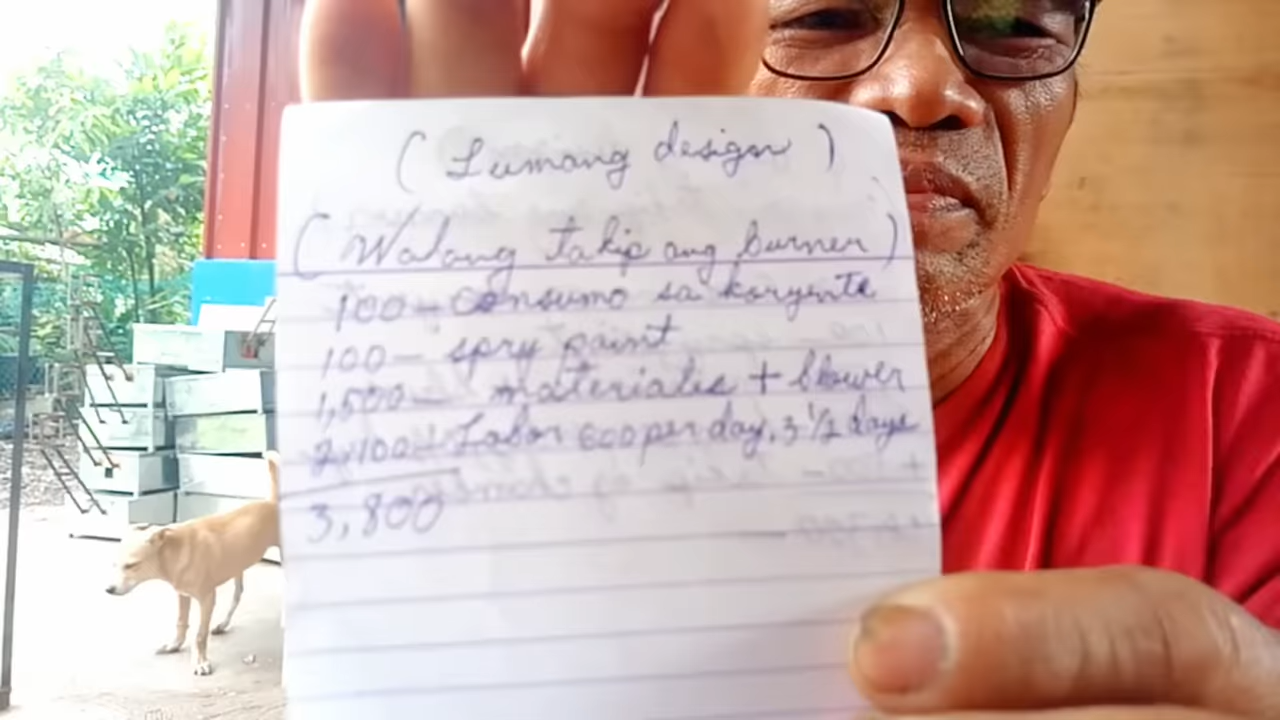 ( Lumang design )
( Walang takip ang burner )
100 - consumo sa koryente
100 - spry paint
1,500 - materiales + blower
2,100 - Labor 600 per day, 3 1/2 days
3,800